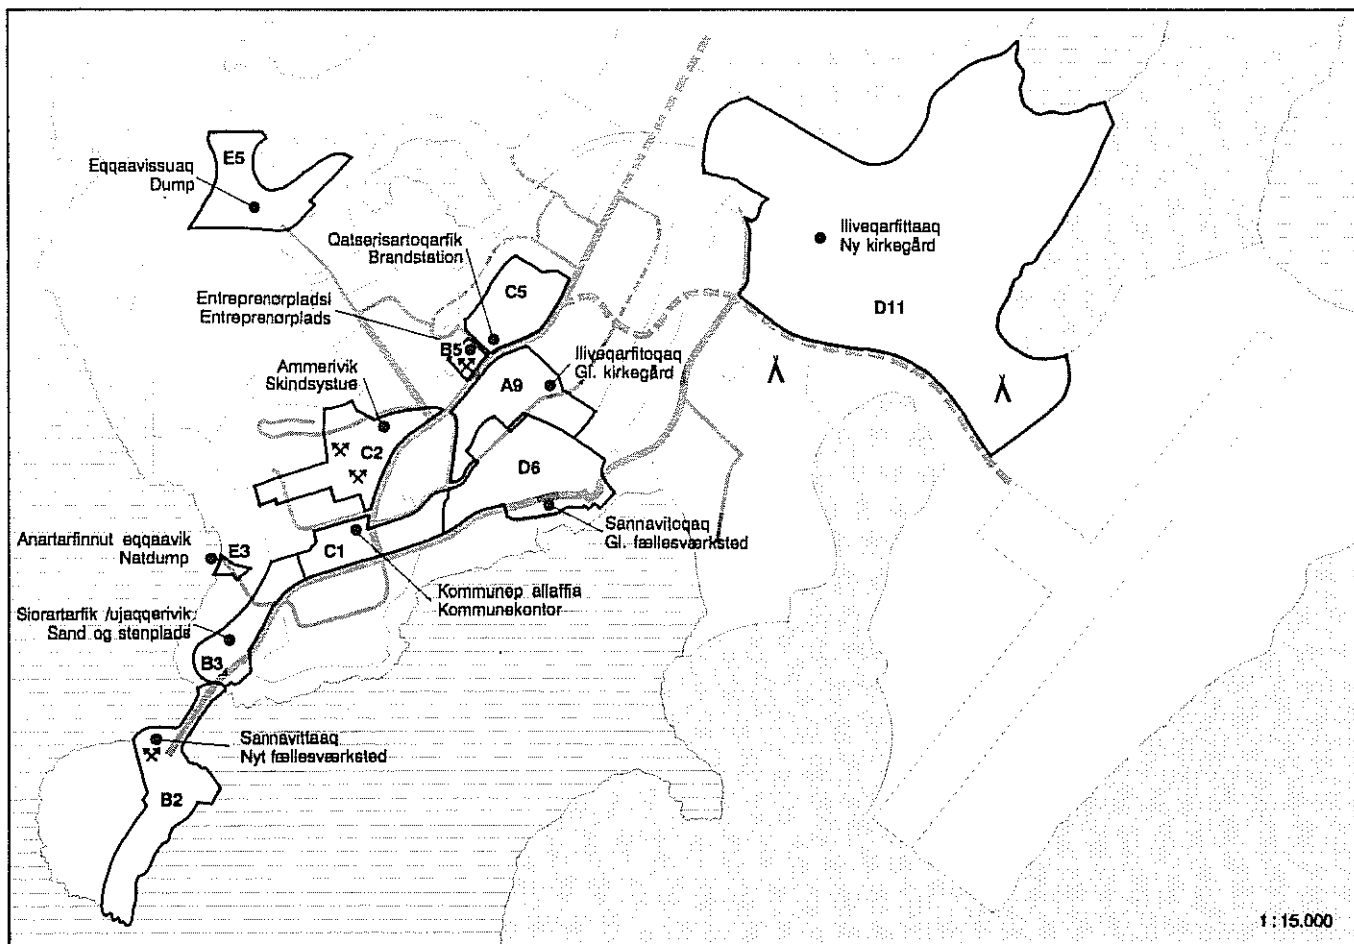 E5
Eqqaavissuaq
Dump
Qatserisartoqarfik
Brandstation
C5
Iliveqarfittaaq
Ny kirkegård
D11
Entreprenørpladsi
Entreprenørplads
B5
Iliveqarfitoqaq
Gl. kirkegård
A9
Ammerivik
Skindsystue
C2
D6
Sannavitoqaq
Gl. fællesværksted
Anartarfinnut eqqaavik
Natdump
E3
C1
Kommunep allaffia
Kommunekontor
Siorartarfik /ujaqqerivik
Sand og stenplads
B3
Sannavittaaq
Nyt fællesværksted
B2
1 : 15.000